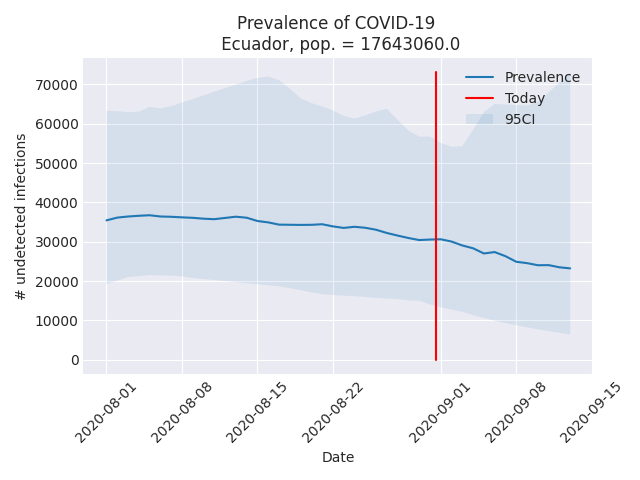 Prevalence of COVID-19
Ecuador, pop. = 17643060.0
Prevalence
Today
95CI
# undetected infections
70000
60000
50000
40000
30000
20000
10000
0
2020-08-01
2020-08-08
2020-08-15
2020-08-22
2020-09-01
2020-09-08
2020-09-15
Date